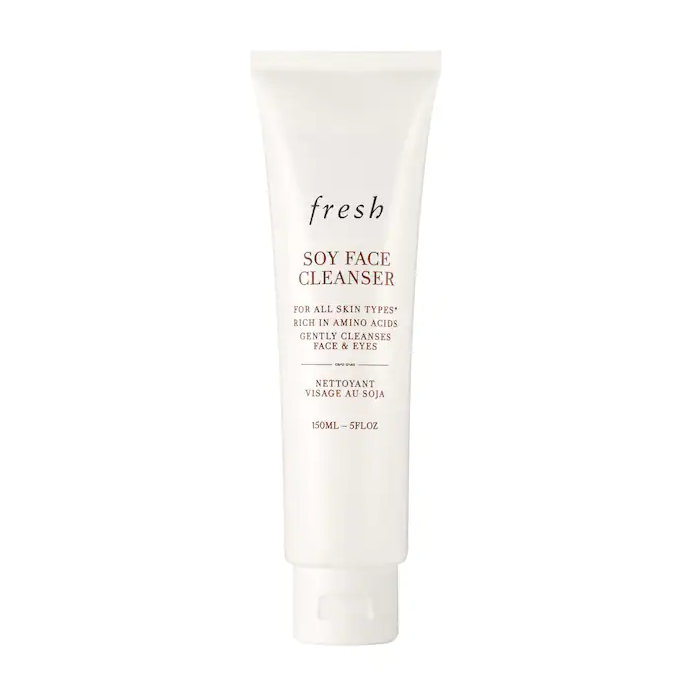 fresh
SOY FACE
CLEANSER
FOR ALL SKIN TYPES*
RICH IN AMINO ACIDS
GENTLY CLEANSES
FACE & EYES
NETTOYANT
VISAGE AU SOJA
150ML – 5FLOZ